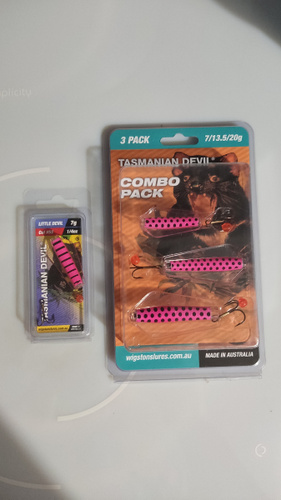 3 PACK
7/13.5/20g
TASMANIAN DEVIL
COMBO
PACK
wigstonslures.com.au
MADE IN AUSTRALIA
LITTLE DEVIL
7g
1/4oz
TASMANIAN DEVIL